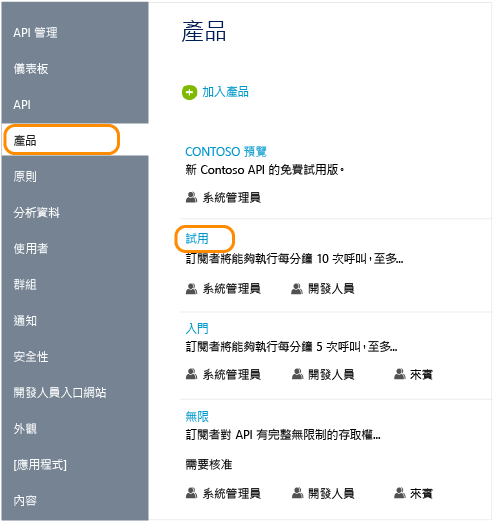 API 管理
儀表板
API
產品
原則
分析資料
使用者
群組
通知
安全性
開發人員入口網站
外觀
[應用程式]
內容
產品
加入產品
CONTOSO 預覽
新 Contoso API 的免費試用版。
系統管理員
試用
訂閱者將能夠執行每分鐘 10 次呼叫，至多...
系統管理員 開發人員
入門
訂閱者將能夠執行每分鐘 5 次呼叫，至多...
系統管理員 開發人員 來賓
無限
訂閱者對 API 有完整無限制的存取權...
需要核准
系統管理員 開發人員 來賓